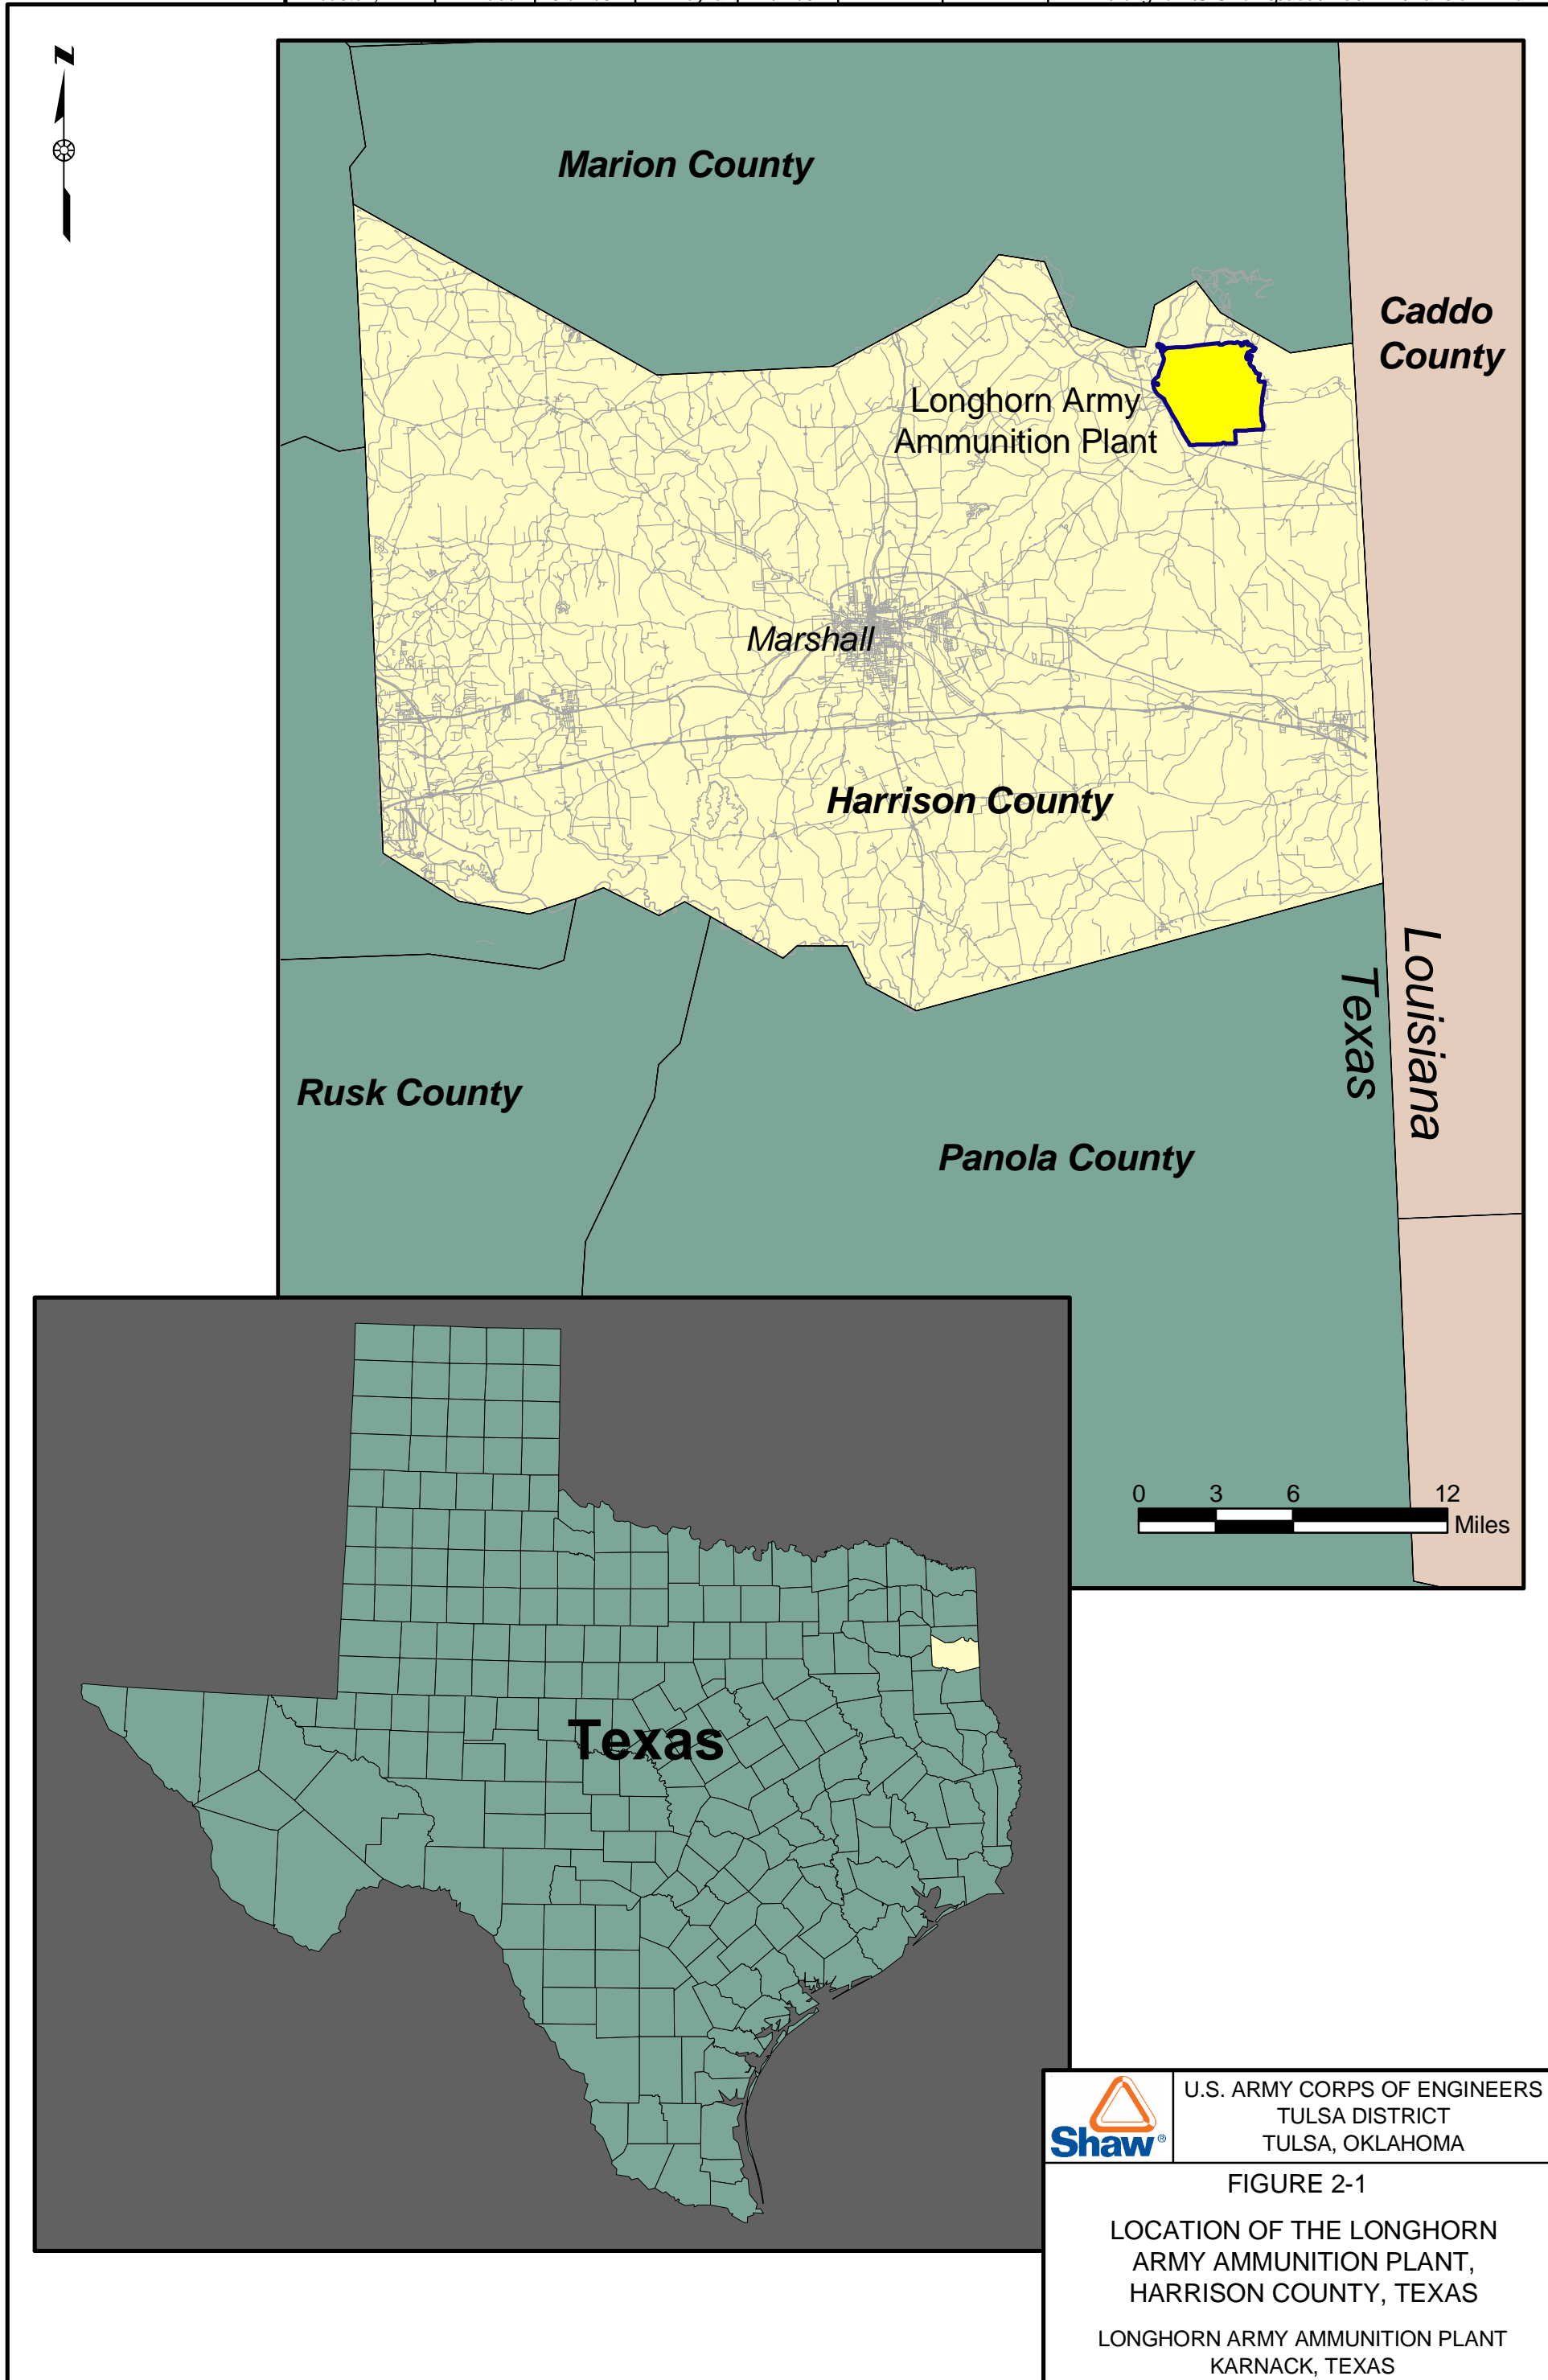 N
Marion County
Caddo
County
Longhorn Army
Ammunition Plant
Marshall
Harrison County
Louisiana
Texas
Rusk County
Panola County
0 3 6 12
Miles
Texas
Shaw®
U.S. ARMY CORPS OF ENGINEERS
TULSA DISTRICT
TULSA, OKLAHOMA
FIGURE 2-1
LOCATION OF THE LONGHORN
ARMY AMMUNITION PLANT,
HARRISON COUNTY, TEXAS
LONGHORN ARMY AMMUNITION PLANT
KARNACK, TEXAS